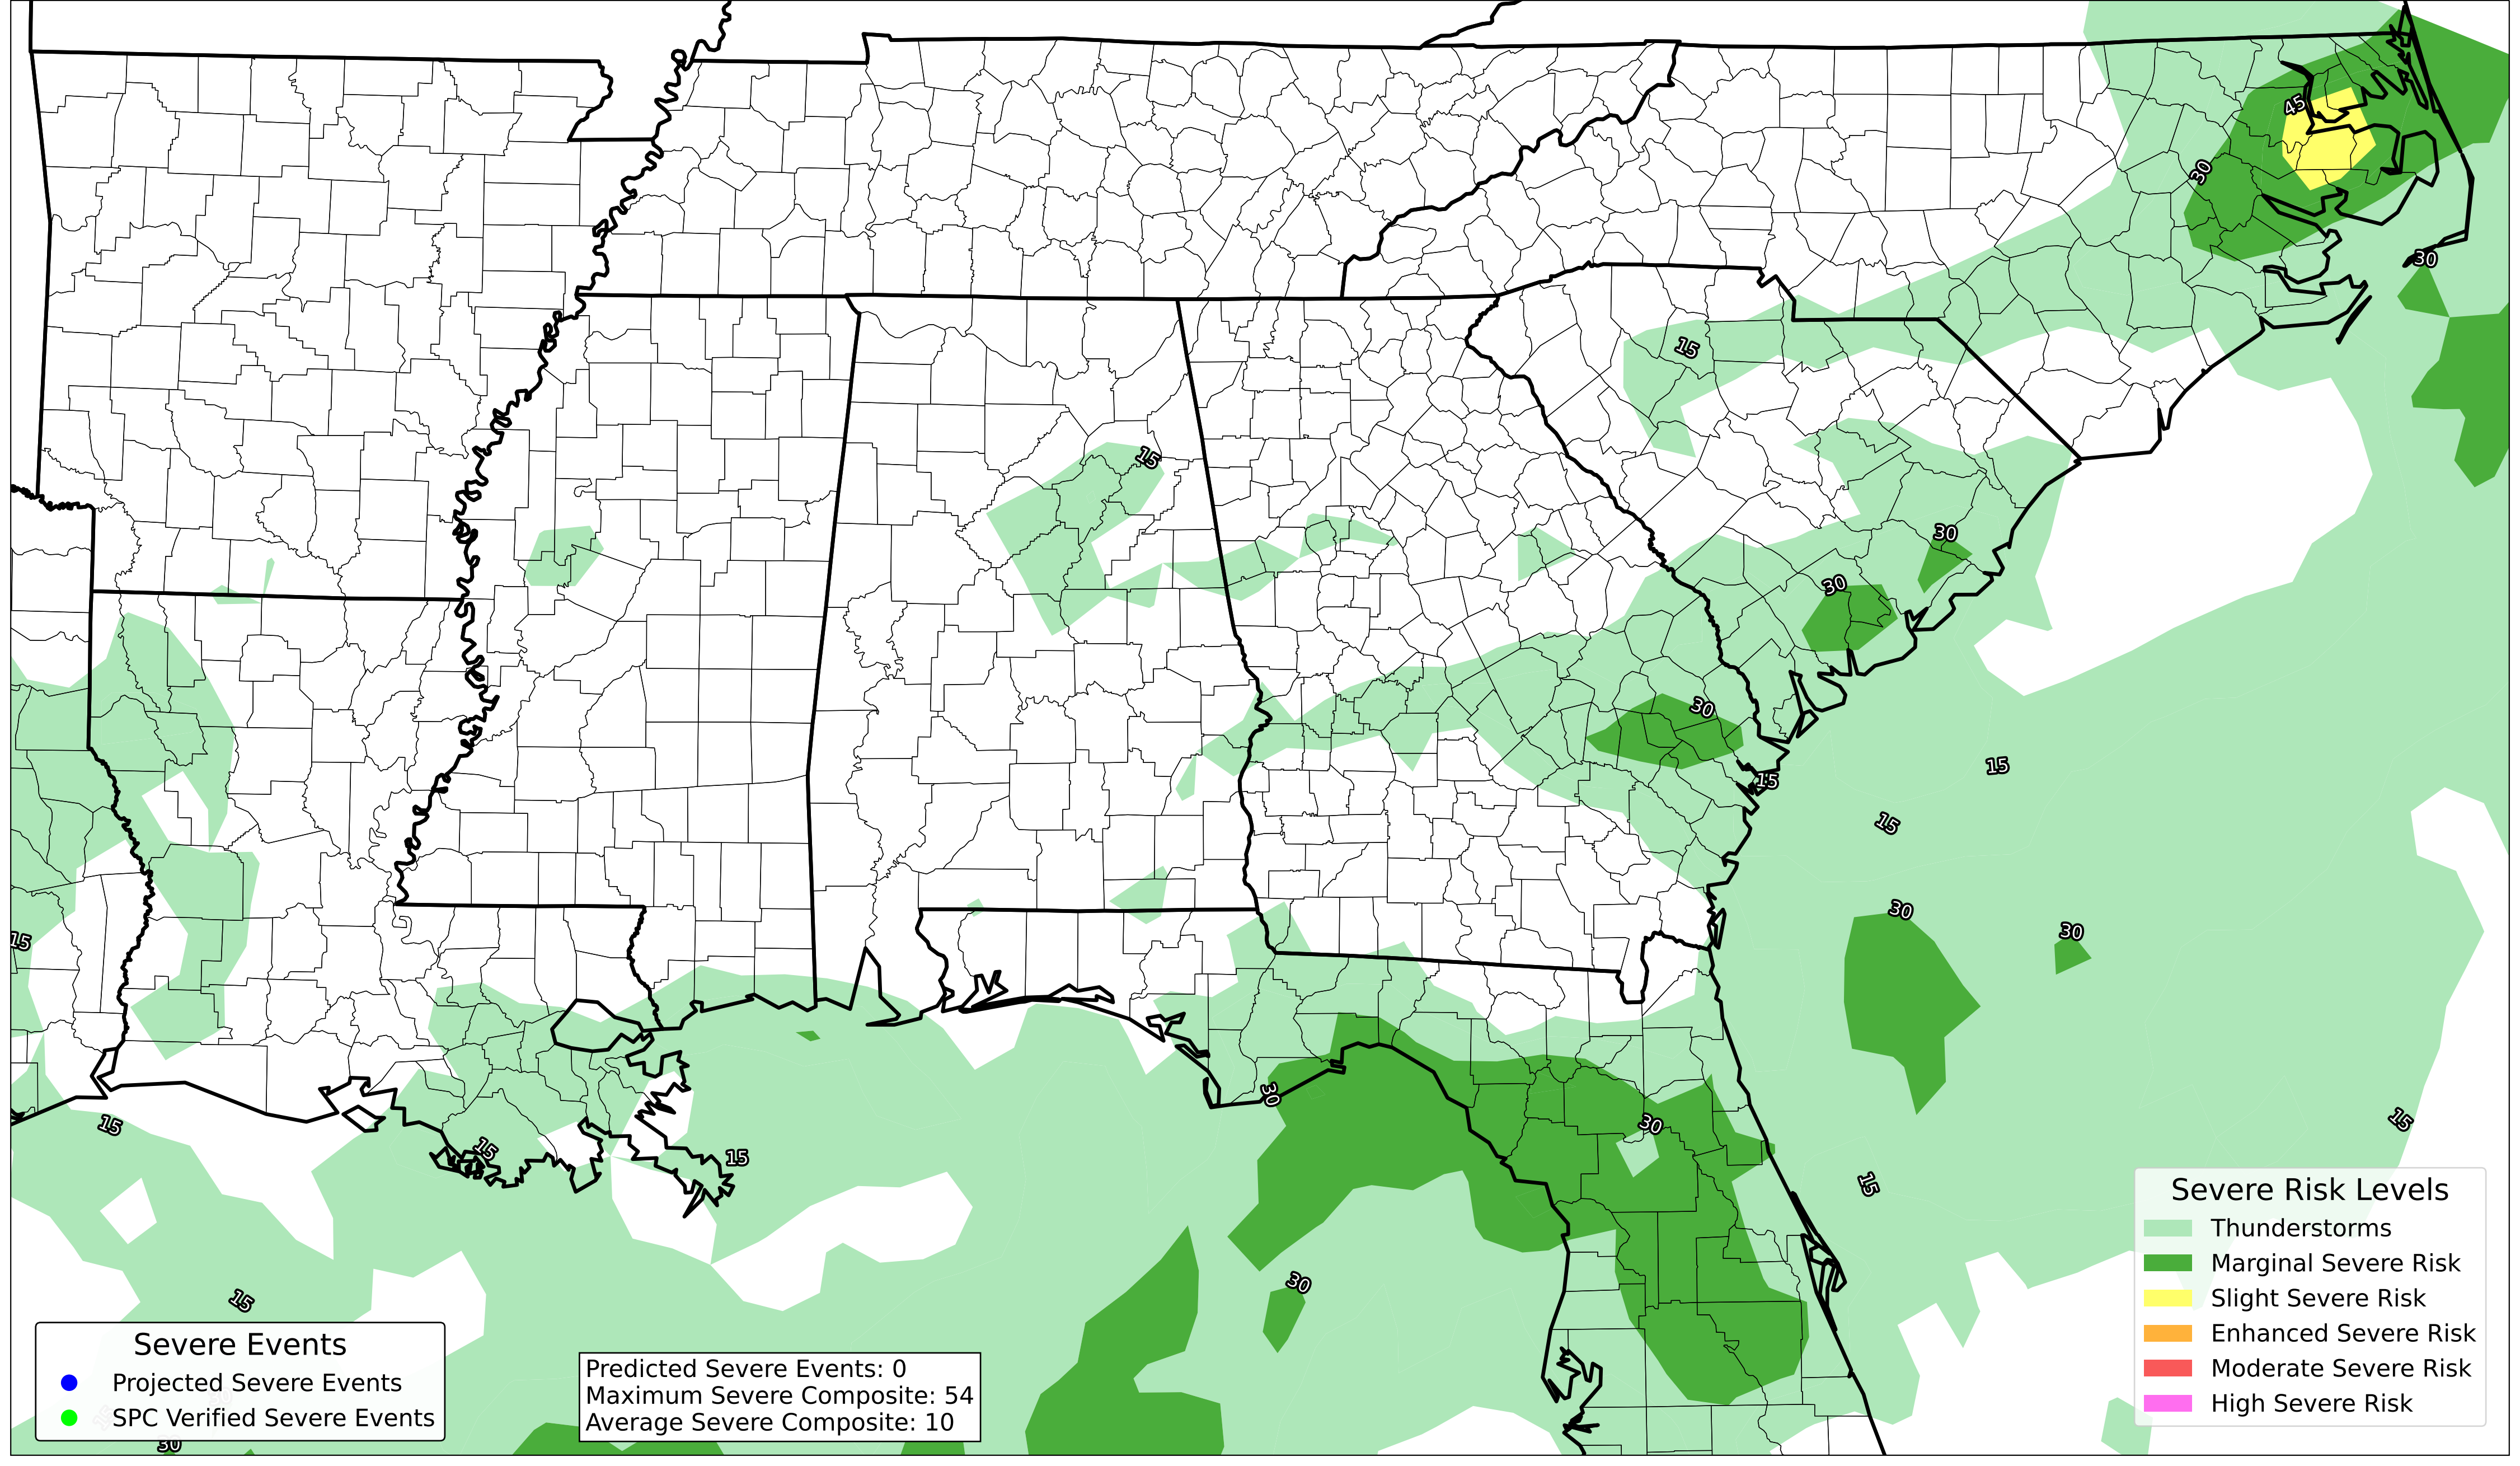 45
30
30
15
15
30
30
30
15
15
15
30
30
15
30
30
15
15
15
15
15
30
15
30
Severe Risk Levels
Thunderstorms
Marginal Severe Risk
Slight Severe Risk
Enhanced Severe Risk
Moderate Severe Risk
High Severe Risk
Severe Events
Projected Severe Events
SPC Verified Severe Events
Predicted Severe Events: 0
Maximum Severe Composite: 54
Average Severe Composite: 10